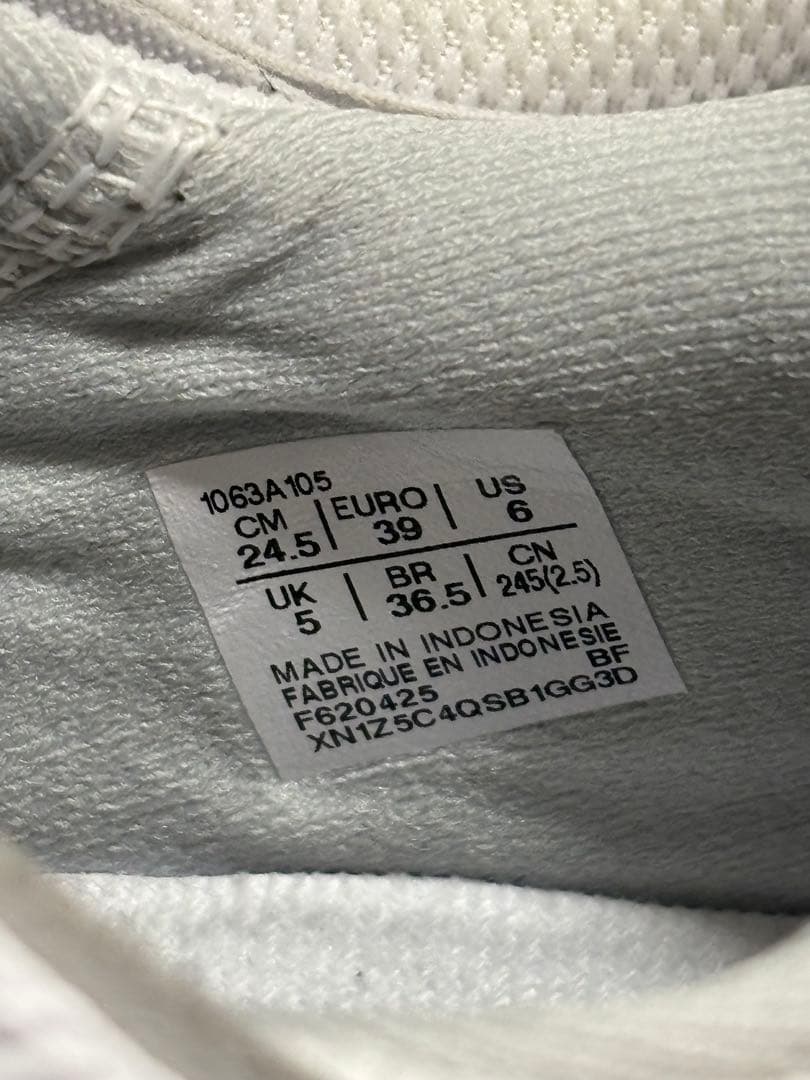 1063A105
CM | EURO | US
24.5 39 6
UK | BR | CN
5 36.5 245(2.5)
MADE IN INDONESIA
FABRIQUE EN INDONESIE
F620425 BF
XN1Z5C4QSB1GG3D